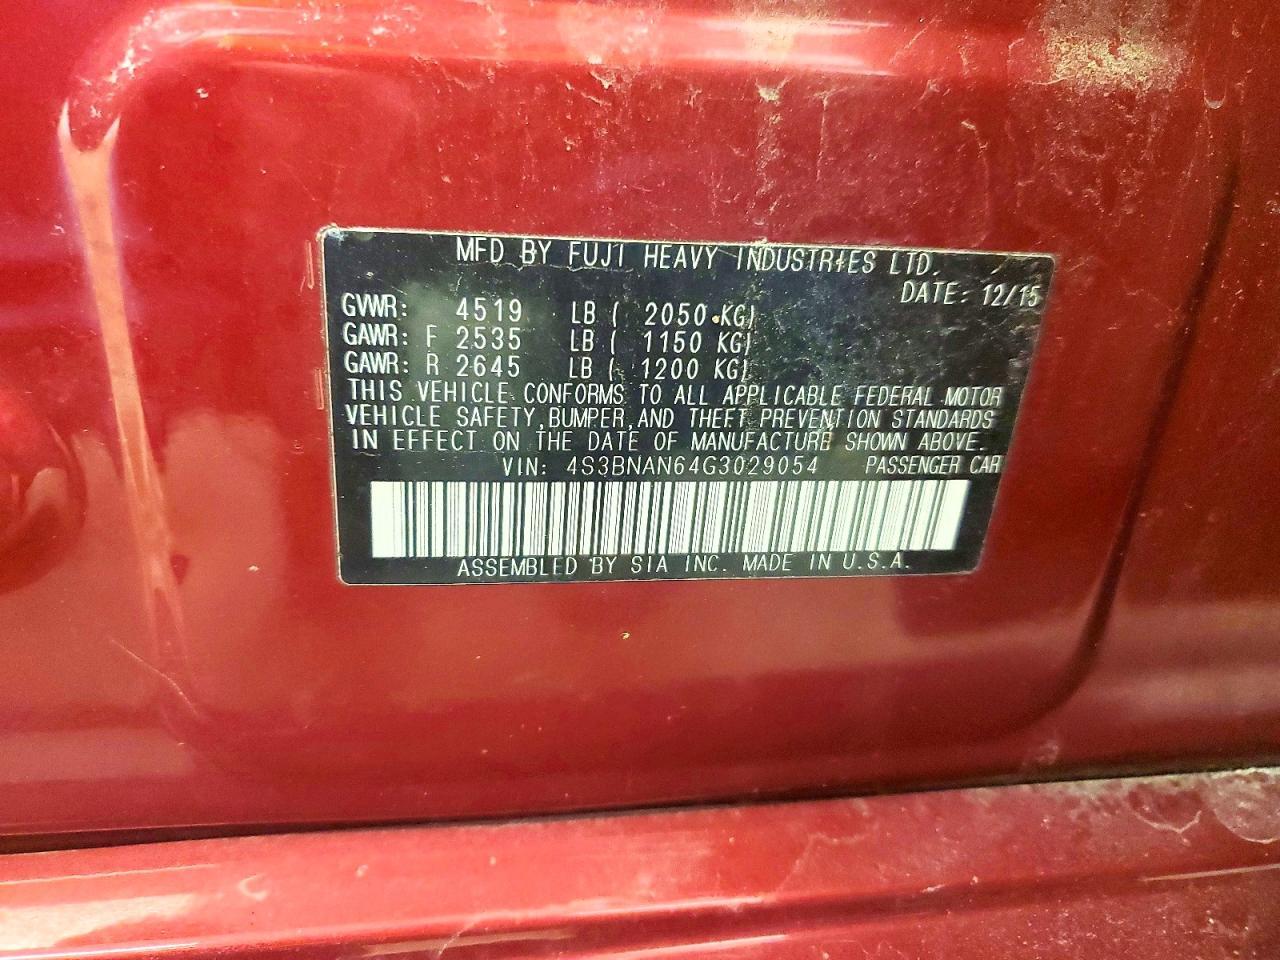 MFD BY FUJI HEAVY INDUSTRIES LTD.
DATE: 12/15
GVWR: 4519 LB ( 2050 KG)
GAWR: F 2535 LB ( 1150 KG)
GAWR: R 2645 LB ( 1200 KG)
THIS VEHICLE CONFORMS TO ALL APPLICABLE FEDERAL MOTOR
VEHICLE SAFETY, BUMPER, AND THEFT PREVENTION STANDARDS
IN EFFECT ON THE DATE OF MANUFACTURE SHOWN ABOVE.
VIN: 4S3BNAN64G3029054 PASSENGER CAR
ASSEMBLED BY SIA INC. MADE IN U.S.A.